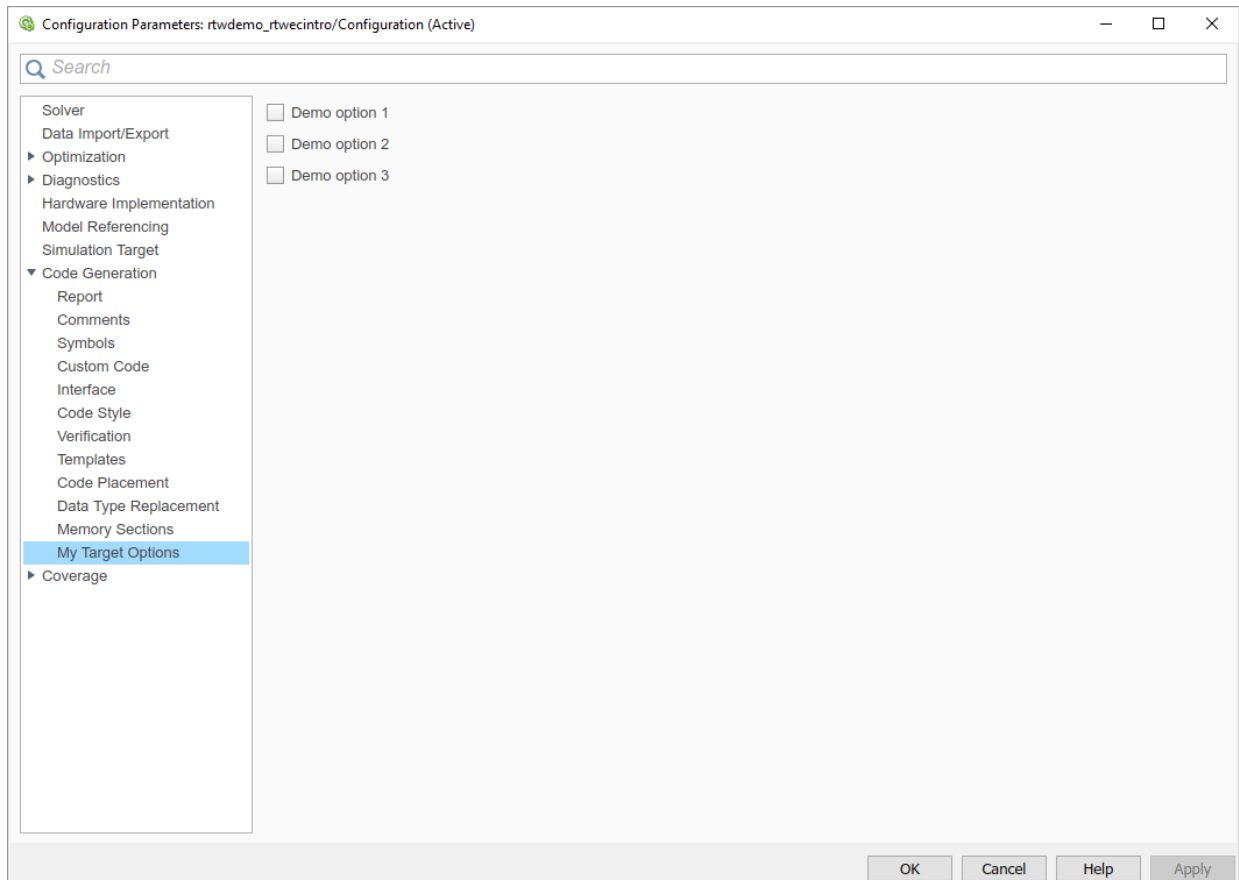 Configuration Parameters: rtwdemo_rtwecintro/Configuration (Active)
Search
Solver
Data Import/Export
Optimization
Diagnostics
Hardware Implementation
Model Referencing
Simulation Target
Code Generation
Report
Comments
Symbols
Custom Code
Interface
Code Style
Verification
Templates
Code Placement
Data Type Replacement
Memory Sections
My Target Options
Coverage
Demo option 1
Demo option 2
Demo option 3
OK Cancel Help Apply